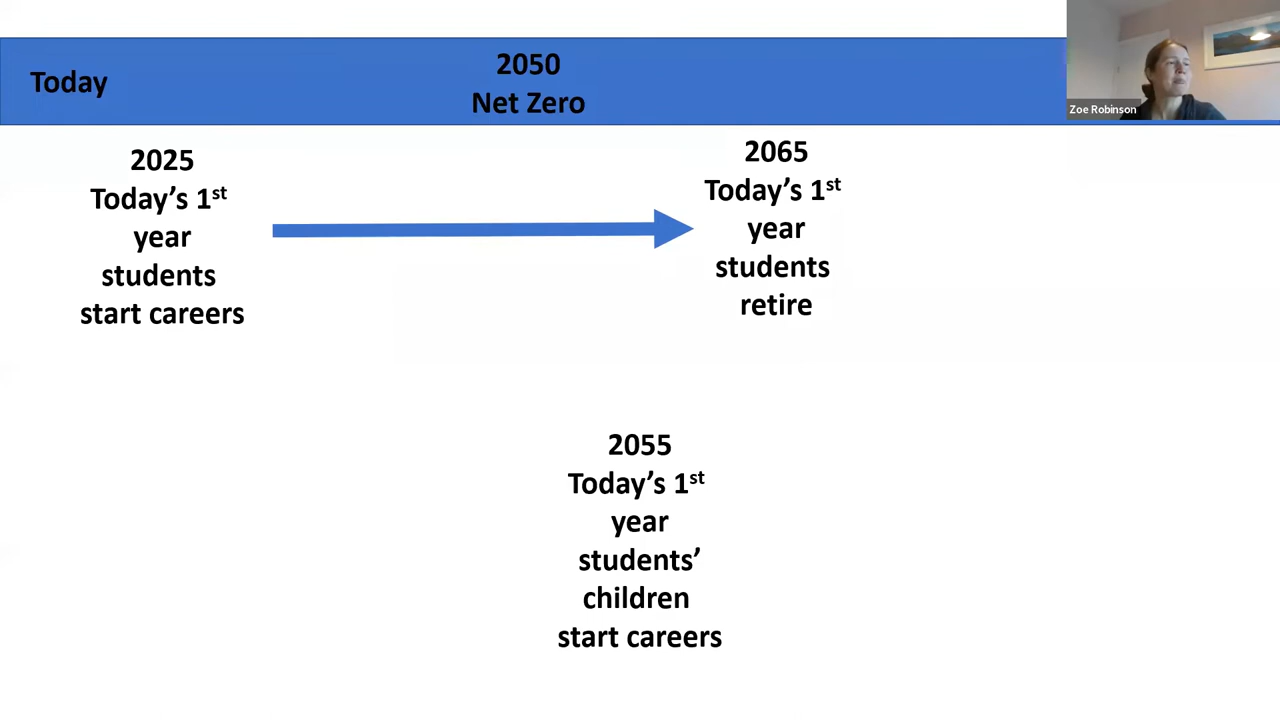 Today
2050
Net Zero
Zoe Robinson
2025
Today’s 1st
year
students
start careers
2065
Today’s 1st
year
students
retire
2055
Today’s 1st
year
students’
children
start careers